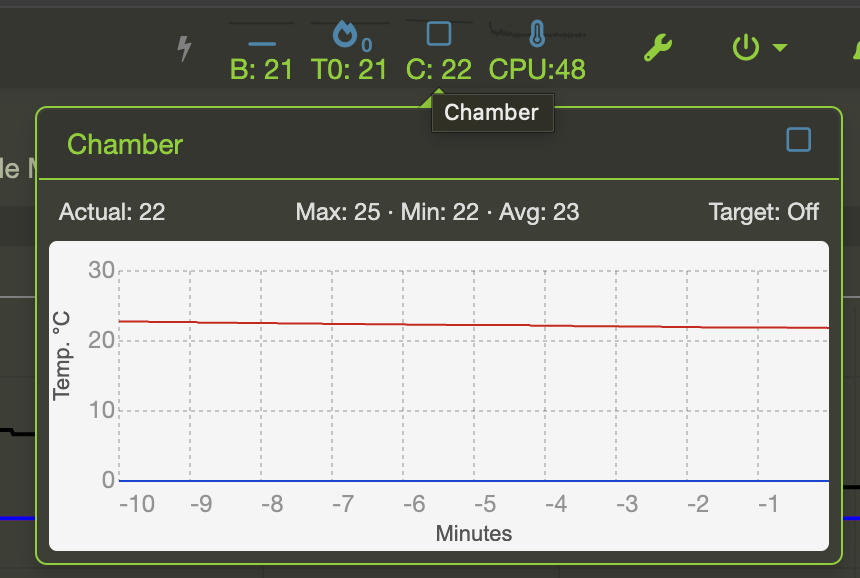 0
B: 21 T0: 21 C: 22 CPU:48
Chamber
Chamber
Actual: 22 Max: 25 · Min: 22 · Avg: 23 Target: Off
30
20
10
0
Temp. °C
-10 -9 -8 -7 -6 -5 -4 -3 -2 -1
Minutes